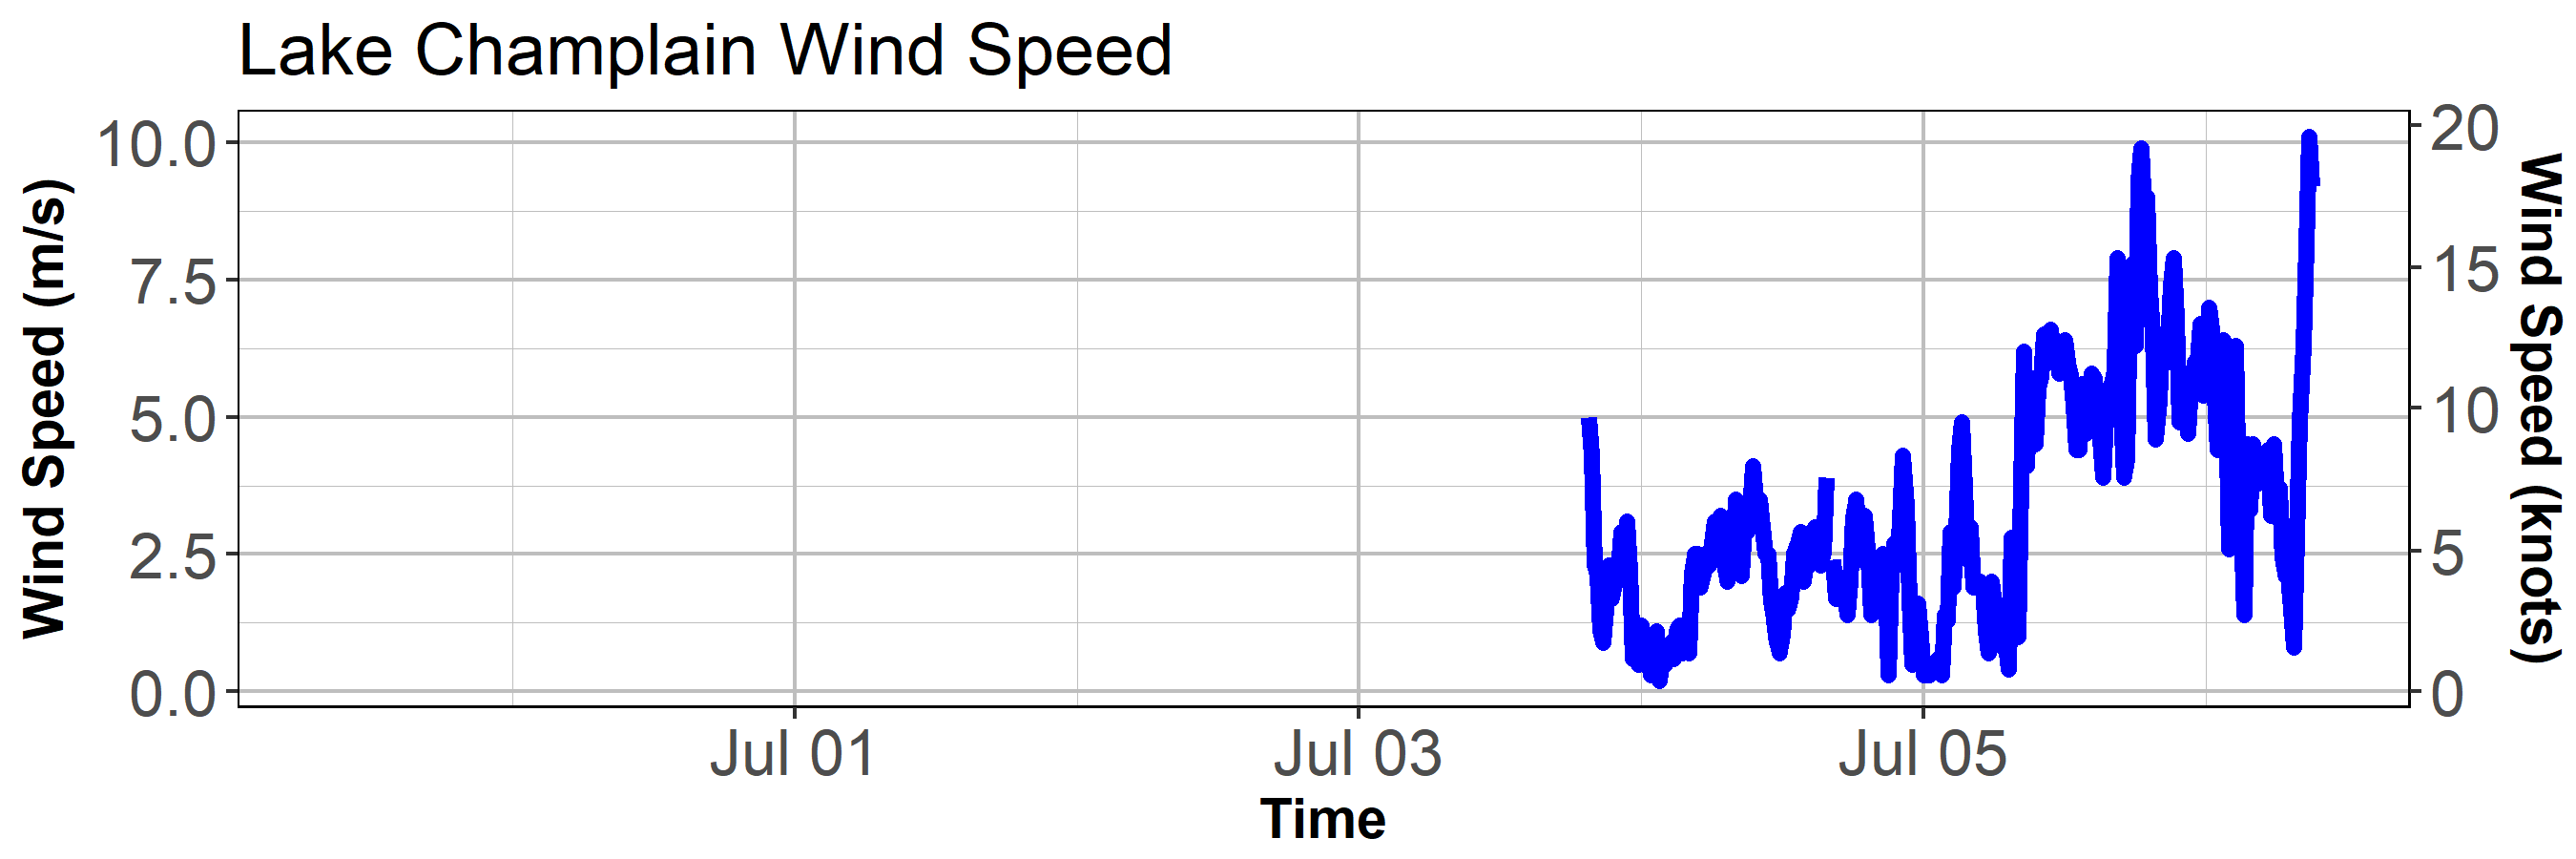 Lake Champlain Wind Speed
Wind Speed (m/s)
10.0
7.5
5.0
2.5
0.0
20
15
10
5
0
Wind Speed (knots)
Jul 01
Jul 03
Jul 05
Time